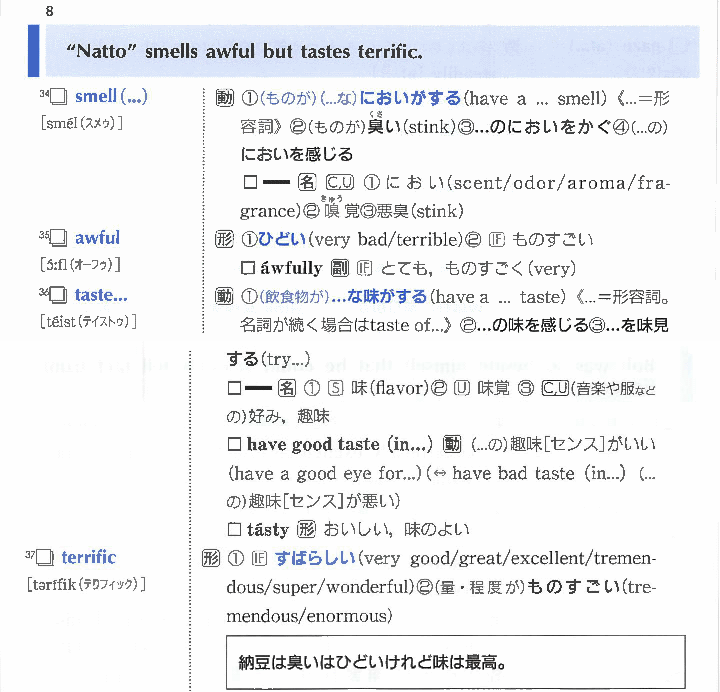 8
“Natto” smells awful but tastes terrific.
34□ smell (...) 動 ①(ものが)(...な)においがする(have a ... smell)《...=形
[smél(スメゥ)] 容詞》②(ものが)臭い(stink)③...のにおいをかぐ④(...の)
においを感じる
□ ━ 名 C,U ①におい(scent/odor/aroma/fra-
grance)②嗅覚③悪臭(stink)
35□ awful 形 ①ひどい(very bad/terrible)② IF ものすごい
[ɔ́:fl(オーフゥ)] □ áwfully 副 IF とても，ものすごく(very)
36□ taste... 動 ①(飲食物が)...な味がする(have a ... taste)《...=形容詞。
[téist(テイストゥ)] 名詞が続く場合はtaste of...》②...の味を感じる③...を味見
する(try...)
□ ━ 名 ① S 味(flavor)② U 味覚 ③ C,U(音楽や服など
の)好み，趣味
□ have good taste (in...) 動 (...の)趣味[センス]がいい
(have a good eye for...)(⇔ have bad taste (in...) (...
の)趣味[センス]が悪い)
□ tásty 形 おいしい，味のよい
37□ terrific 形 ① IF すばらしい(very good/great/excellent/tremen-
[tərífik(テリフィック)] dous/super/wonderful)②(量・程度が)ものすごい(tre-
mendous/enormous)
納豆は臭いはひどいけれど味は最高。